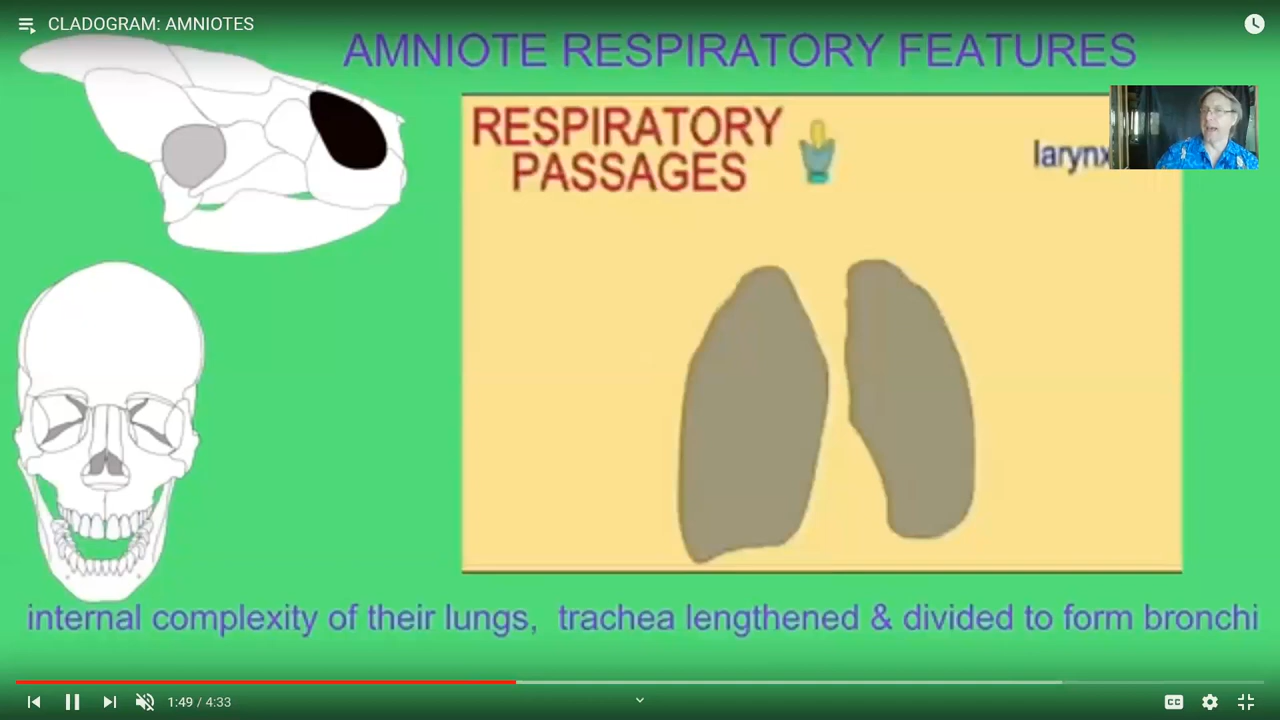 CLADOGRAM: AMNIOTES
AMNIOTE RESPIRATORY FEATURES
RESPIRATORY
PASSAGES
larynx
internal complexity of their lungs, trachea lengthened & divided to form bronchi
1:49 / 4:33
CC